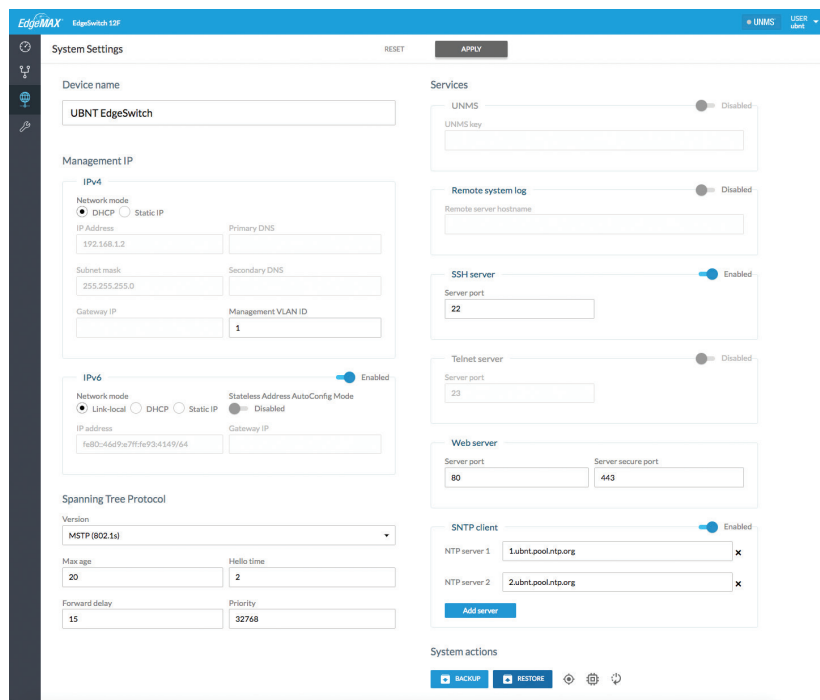 EdgeMAX EdgeSwitch 12F
UNMS
USER
ubnt
System Settings
RESET
APPLY
Device name
UBNT EdgeSwitch
Management IP
IPv4
Network mode
DHCP Static IP
IP Address Primary DNS
192.168.1.2
Subnet mask Secondary DNS
255.255.255.0
Gateway IP Management VLAN ID
1
IPv6 Enabled
Network mode Stateless Address AutoConfig Mode
Link-local DHCP Static IP Disabled
IP address Gateway IP
fe80::46d9:e7ff:fe93:4149/64
Spanning Tree Protocol
Version
MSTP (802.1s)
Max age Hello time
20 2
Forward delay Priority
15 32768
Services
UNMS Disabled
UNMS key
Remote system log Disabled
Remote server hostname
SSH server Enabled
Server port
22
Telnet server Disabled
Server port
23
Web server
Server port Server secure port
80 443
SNTP client Enabled
NTP server 1 1.ubnt.pool.ntp.org
NTP server 2 2.ubnt.pool.ntp.org
Add server
System actions
BACKUP RESTORE